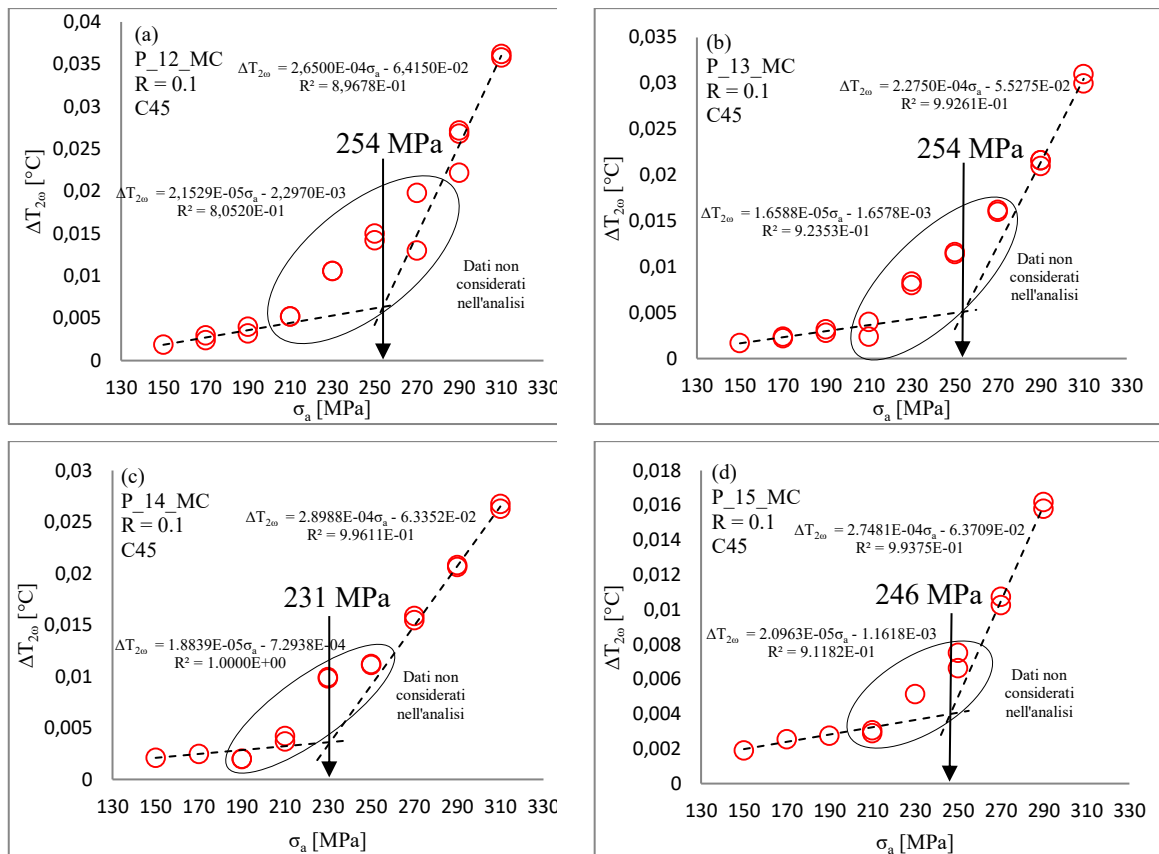 (a)
P_12_MC
R = 0.1
C45
ΔT2ω = 2,6500E-04σa - 6,4150E-02
R² = 8,9678E-01
254 MPa
ΔT2ω = 2,1529E-05σa - 2,2970E-03
R² = 8,0520E-01
Dati non
considerati
nell'analisi
0,04
0,035
0,03
0,025
0,02
0,015
0,01
0,005
0
ΔT2ω [°C]
130 150 170 190 210 230 250 270 290 310 330
σa [MPa]
(b)
P_13_MC
R = 0.1
C45
ΔT2ω = 2.2750E-04σa - 5.5275E-02
R² = 9.9261E-01
254 MPa
ΔT2ω = 1.6588E-05σa - 1.6578E-03
R² = 9.2353E-01
Dati non
considerati
nell'analisi
0,035
0,03
0,025
0,02
0,015
0,01
0,005
0
ΔT2ω [°C]
130 150 170 190 210 230 250 270 290 310 330
σa [MPa]
(c)
P_14_MC
R = 0.1
C45
ΔT2ω = 2.8988E-04σa - 6.3352E-02
R² = 9.9611E-01
231 MPa
ΔT2ω = 1.8839E-05σa - 7.2938E-04
R² = 1.0000E+00
Dati non
considerati
nell'analisi
0,03
0,025
0,02
0,015
0,01
0,005
0
ΔT2ω [°C]
130 150 170 190 210 230 250 270 290 310 330
σa [MPa]
(d)
P_15_MC
R = 0.1
C45
ΔT2ω = 2.7481E-04σa - 6.3709E-02
R² = 9.9375E-01
246 MPa
ΔT2ω = 2.0963E-05σa - 1.1618E-03
R² = 9.1182E-01
Dati non
considerati
nell'analisi
0,018
0,016
0,014
0,012
0,01
0,008
0,006
0,004
0,002
0
ΔT2ω [°C]
130 150 170 190 210 230 250 270 290 310 330
σa [MPa]